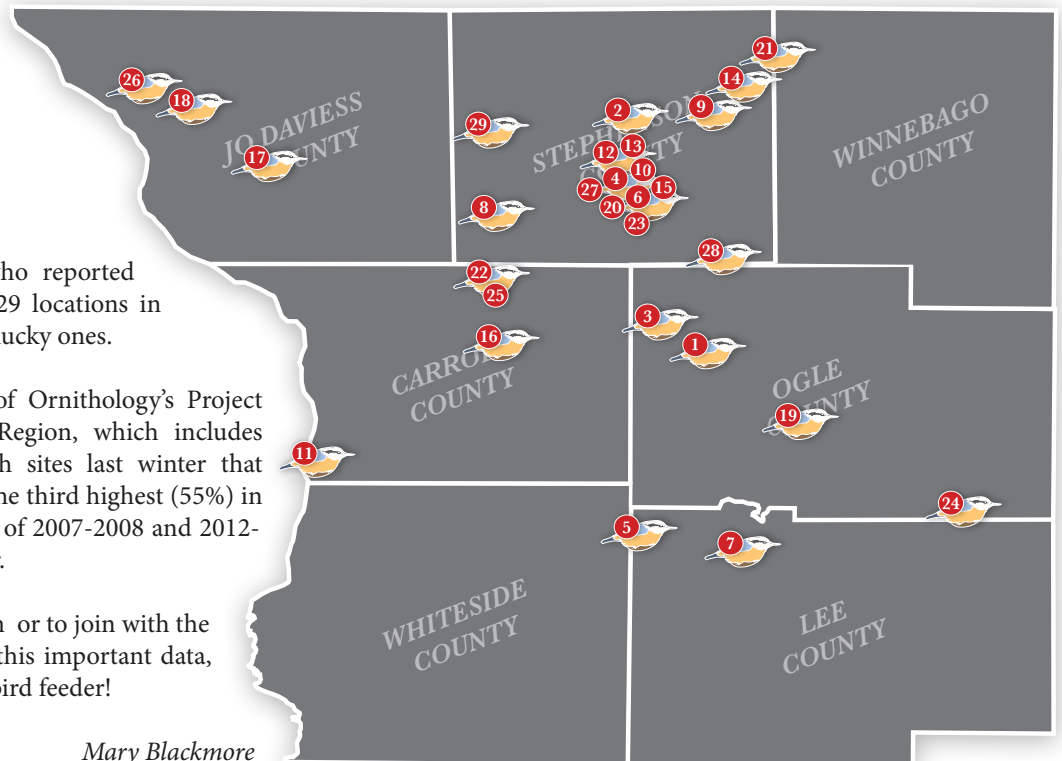 who reported
29 locations in
lucky ones.
of Ornithology’s Project
Region, which includes
sites last winter that
the third highest (55%) in
of 2007-2008 and 2012-
or to join with the
this important data,
bird feeder!
Mary Blackmore
JO DAVIESS
COUNTY
STEPHENSON
COUNTY
WINNEBAGO
COUNTY
CARROLL
COUNTY
OGLE
COUNTY
WHITESIDE
COUNTY
LEE
COUNTY
26
18
17
29
8
2
12
13
4
10
27
6
15
20
23
21
14
9
28
22
25
16
11
3
1
19
24
5
7